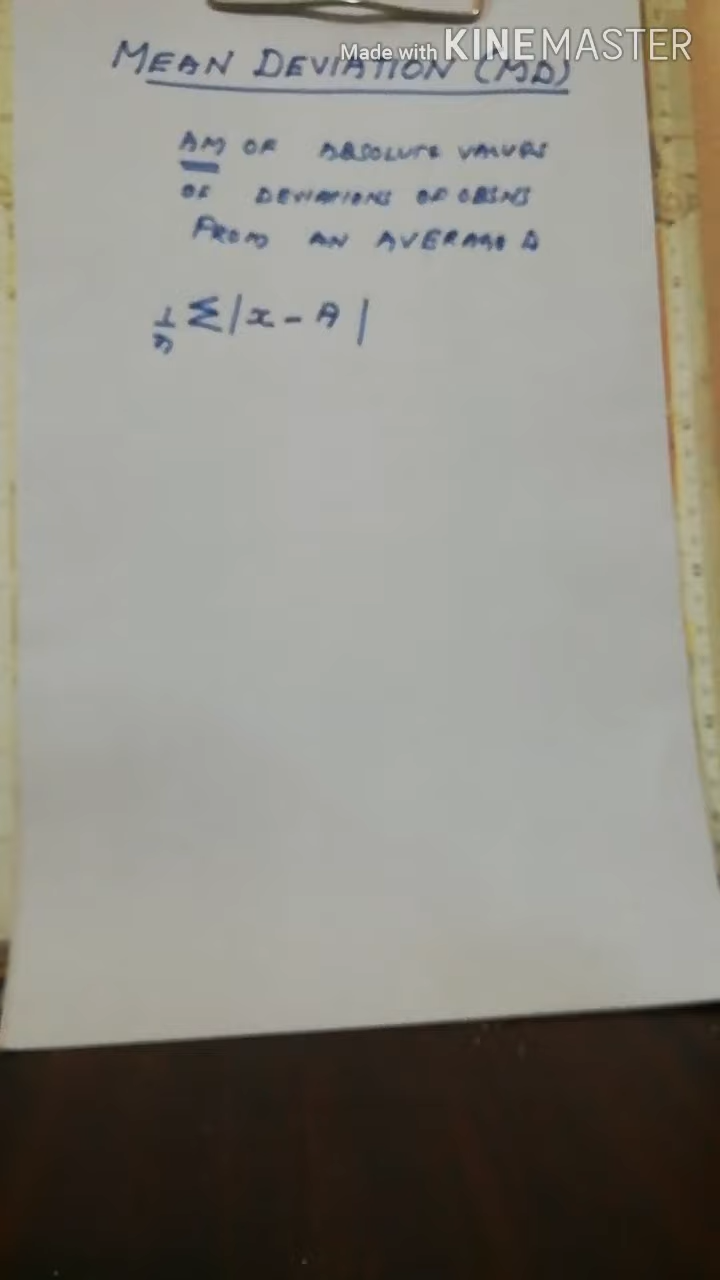 Made with KINEMASTER
MEAN DEVIATION (MD)
AM OF ABSOLUTE VALUES
OF DEVIATIONS OF OBSNS
FROM AN AVERAGE A
1/n Σ|x - A|